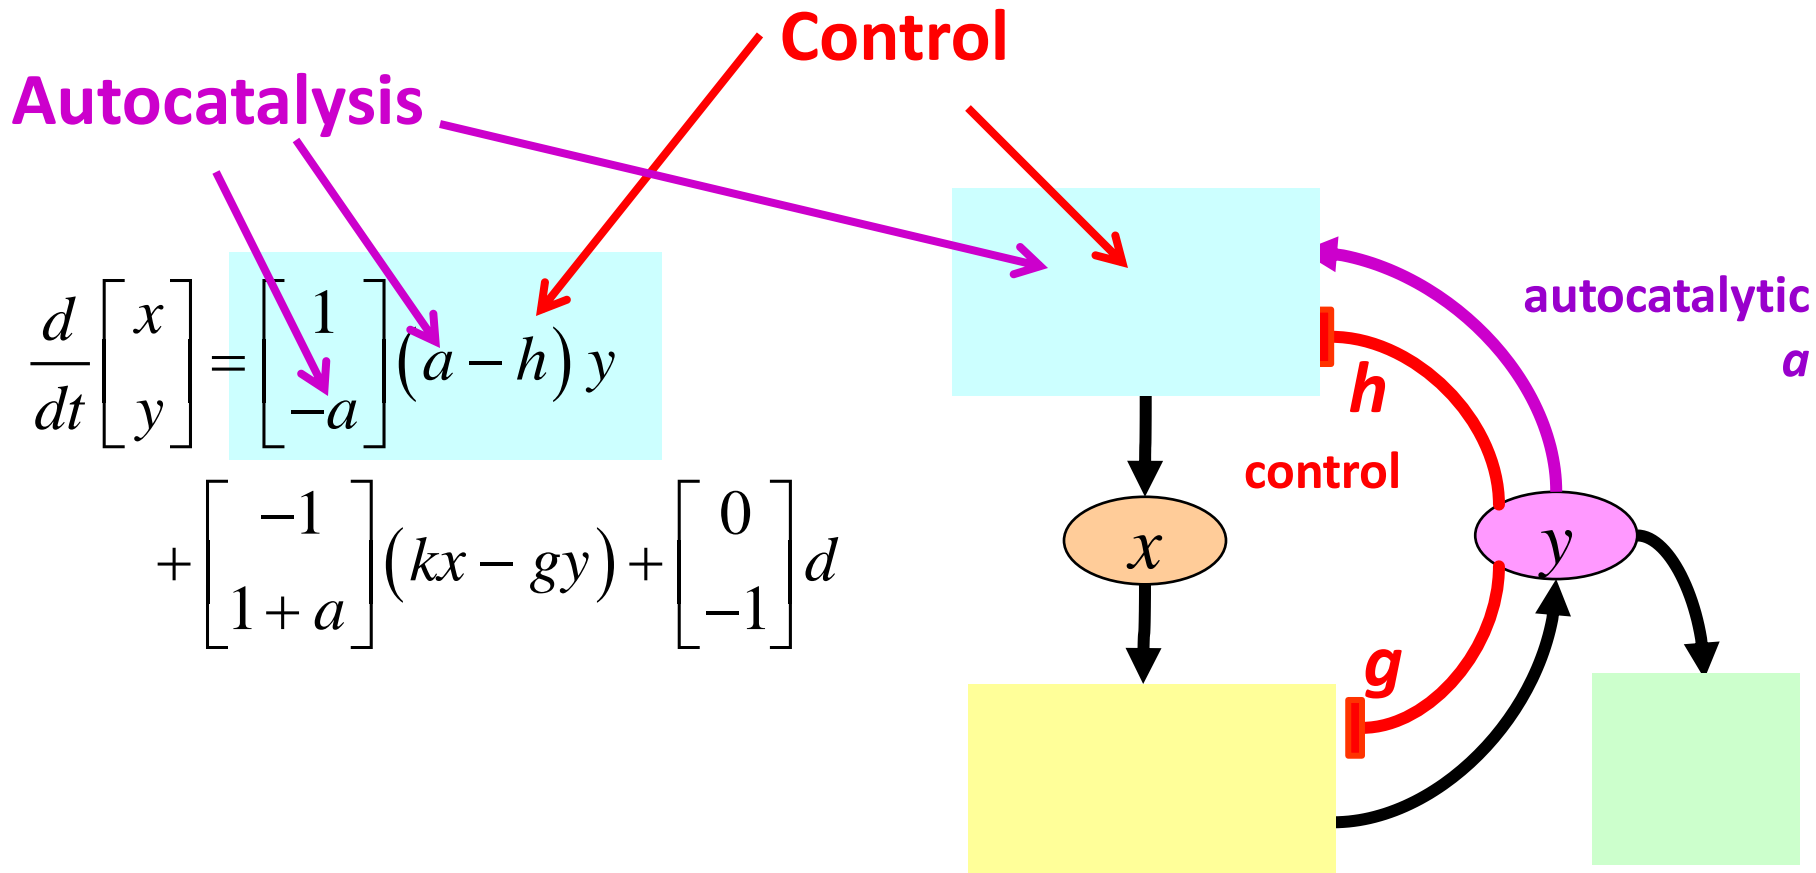 Control
Autocatalysis
autocatalytic
a
d/dt [x y] = [1 −a] (a − h) y
h
control
+ [−1 1 + a] (kx − gy) + [0 −1] d
x
y
g